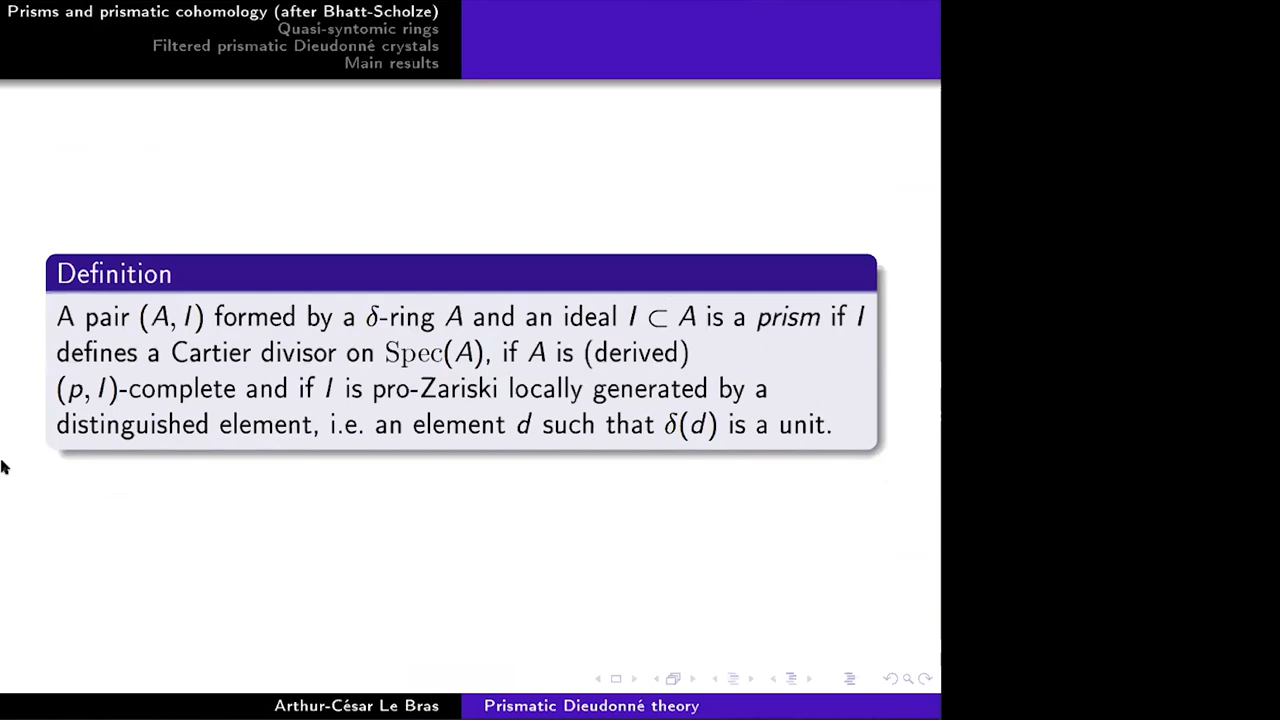 Prisms and prismatic cohomology (after Bhatt-Scholze)
Quasi-syntomic rings
Filtered prismatic Dieudonné crystals
Main results
Definition
A pair (A, I) formed by a δ-ring A and an ideal I ⊂ A is a prism if I
defines a Cartier divisor on Spec(A), if A is (derived)
(p, I)-complete and if I is pro-Zariski locally generated by a
distinguished element, i.e. an element d such that δ(d) is a unit.
Arthur-César Le Bras
Prismatic Dieudonné theory